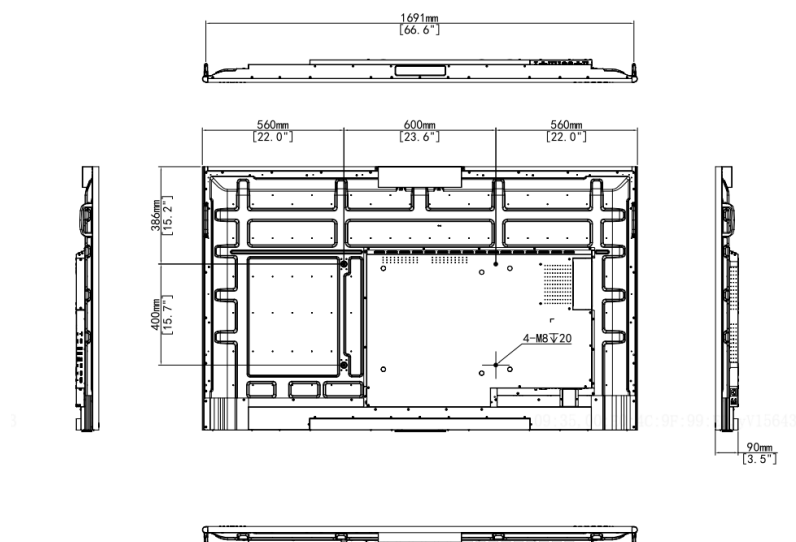 1691mm
[66.6"]
560mm
[22.0"]
600mm
[23.6"]
560mm
[22.0"]
386mm
[15.2"]
400mm
[15.7"]
4-M8↧20
90mm
[3.5"]